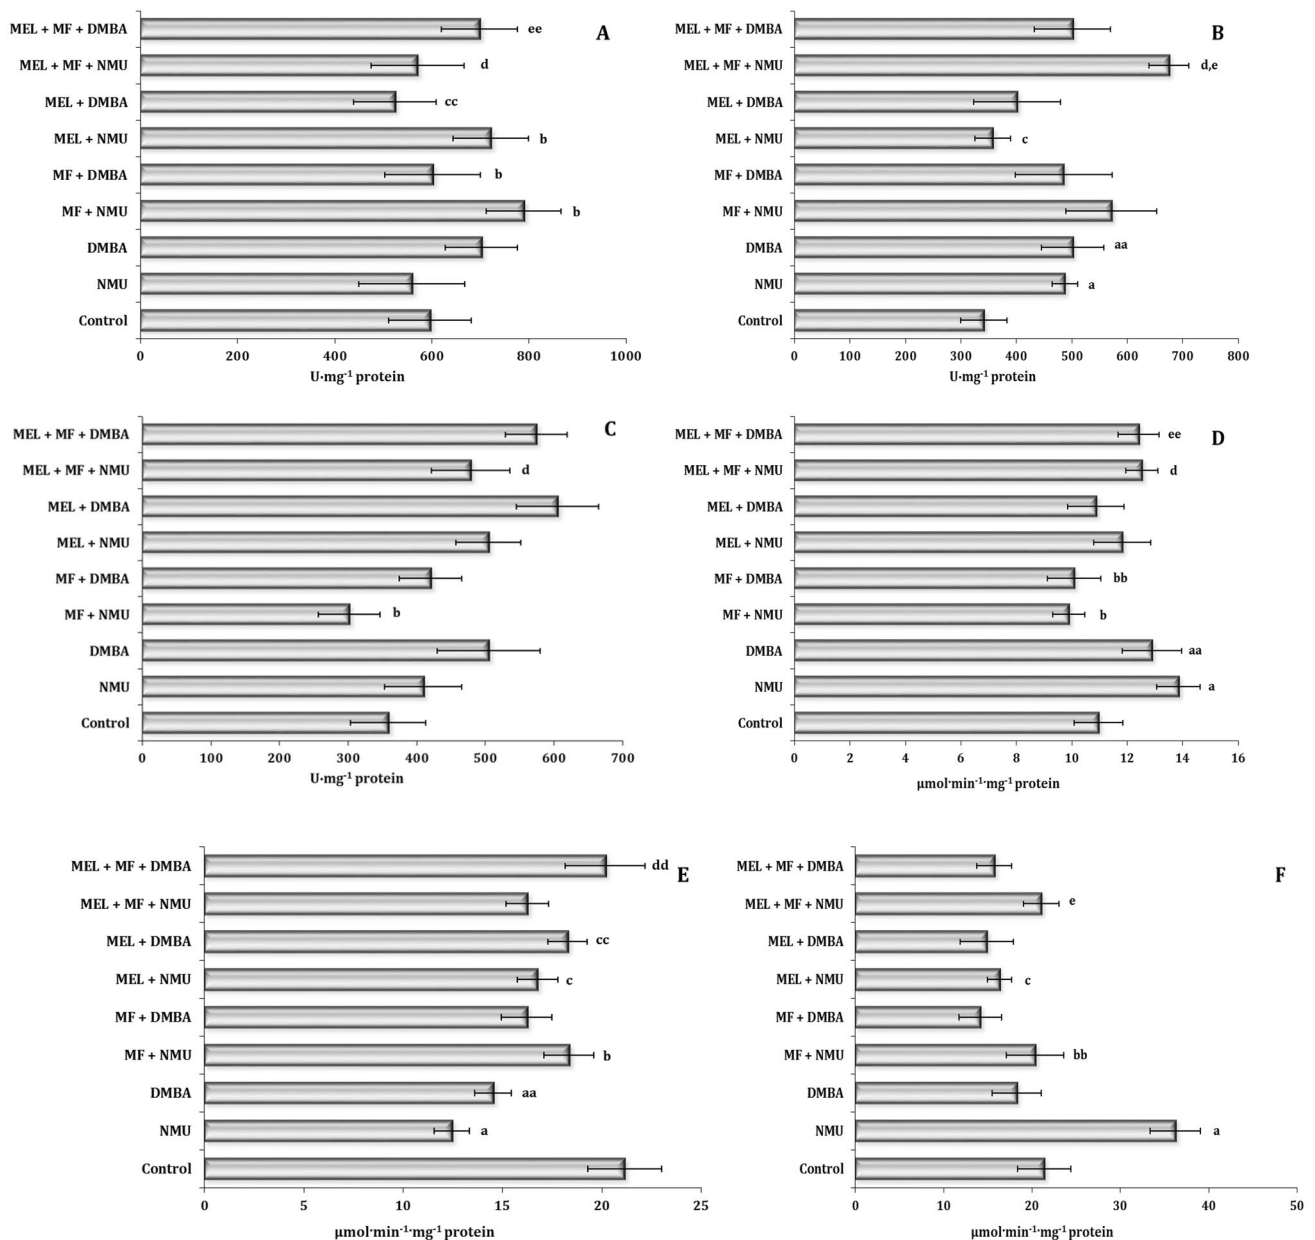 A
MEL + MF + DMBA ee
MEL + MF + NMU d
MEL + DMBA cc
MEL + NMU b
MF + DMBA b
MF + NMU b
DMBA
NMU
Control
0 200 400 600 800 1000
U·mg⁻¹ protein
B
MEL + MF + DMBA
MEL + MF + NMU d,e
MEL + DMBA
MEL + NMU c
MF + DMBA
MF + NMU
DMBA aa
NMU a
Control
0 100 200 300 400 500 600 700 800
U·mg⁻¹ protein
C
MEL + MF + DMBA
MEL + MF + NMU d
MEL + DMBA
MEL + NMU
MF + DMBA
MF + NMU b
DMBA
NMU
Control
0 100 200 300 400 500 600 700
U·mg⁻¹ protein
D
MEL + MF + DMBA ee
MEL + MF + NMU d
MEL + DMBA
MEL + NMU
MF + DMBA bb
MF + NMU b
DMBA aa
NMU a
Control
0 2 4 6 8 10 12 14 16
µmol·min⁻¹·mg⁻¹ protein
E
MEL + MF + DMBA dd
MEL + MF + NMU
MEL + DMBA cc
MEL + NMU c
MF + DMBA
MF + NMU b
DMBA aa
NMU a
Control
0 5 10 15 20 25
µmol·min⁻¹·mg⁻¹ protein
F
MEL + MF + DMBA
MEL + MF + NMU e
MEL + DMBA
MEL + NMU c
MF + DMBA
MF + NMU bb
DMBA
NMU a
Control
0 10 20 30 40 50
µmol·min⁻¹·mg⁻¹ protein